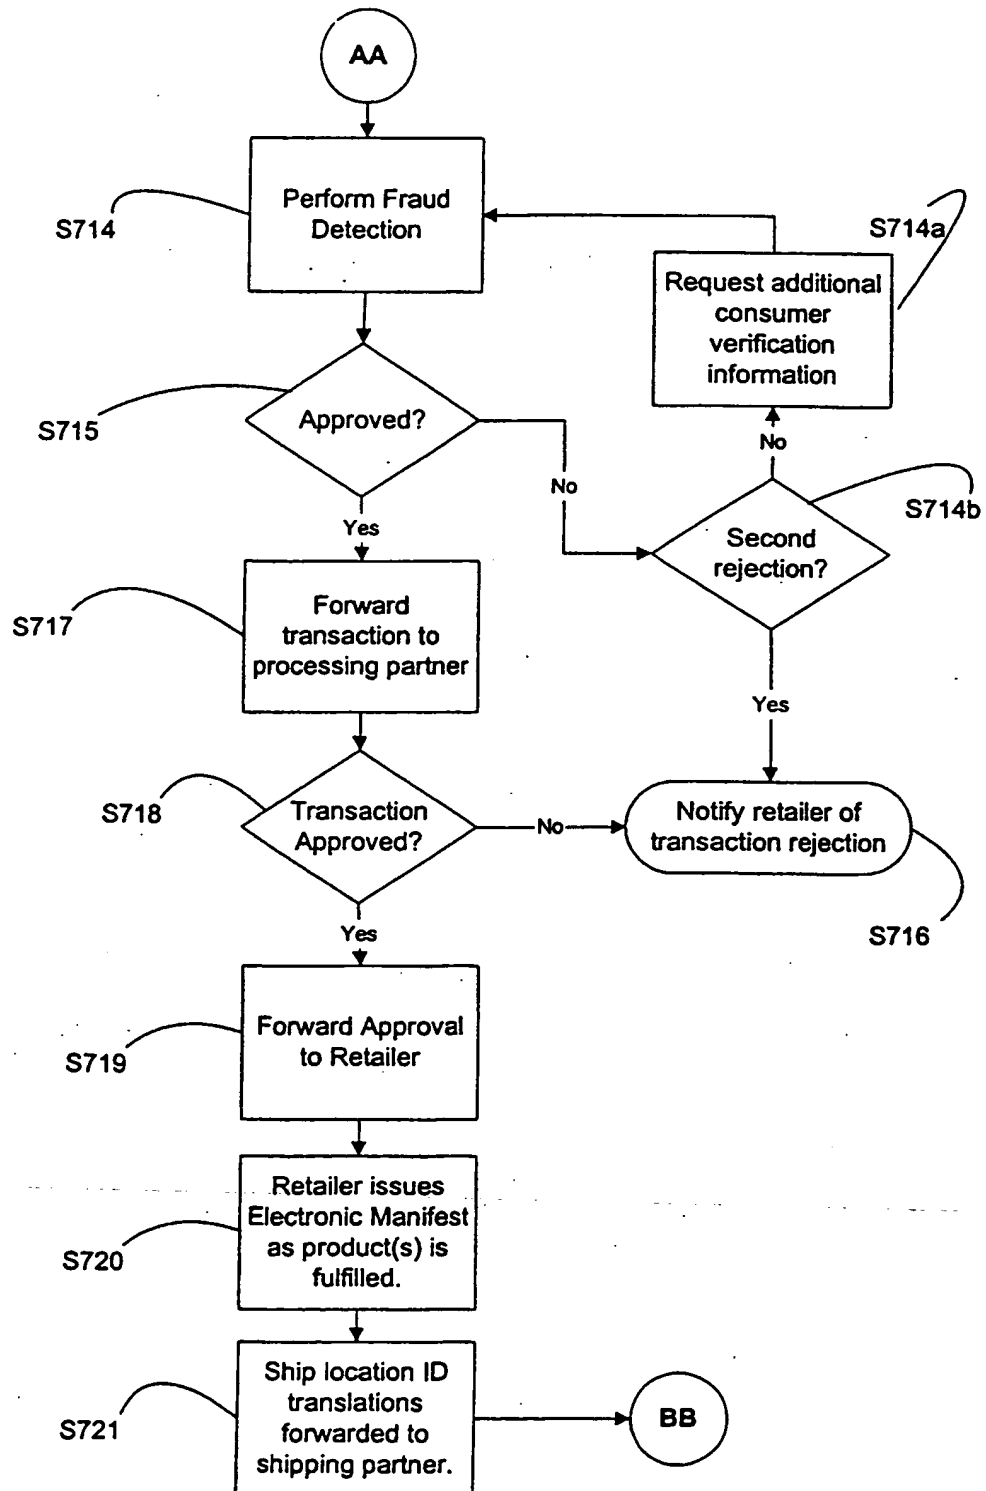 AA
Perform Fraud
Detection
S714
S714a
Request additional
consumer
verification
information
Approved?
S715
No
No
S714b
Second
rejection?
Yes
Forward
transaction to
processing partner
S717
Yes
Transaction
Approved?
S718
No
Notify retailer of
transaction rejection
S716
Yes
Forward Approval
to Retailer
S719
Retailer issues
Electronic Manifest
as product(s) is
fulfilled.
S720
Ship location ID
translations
forwarded to
shipping partner.
S721
BB